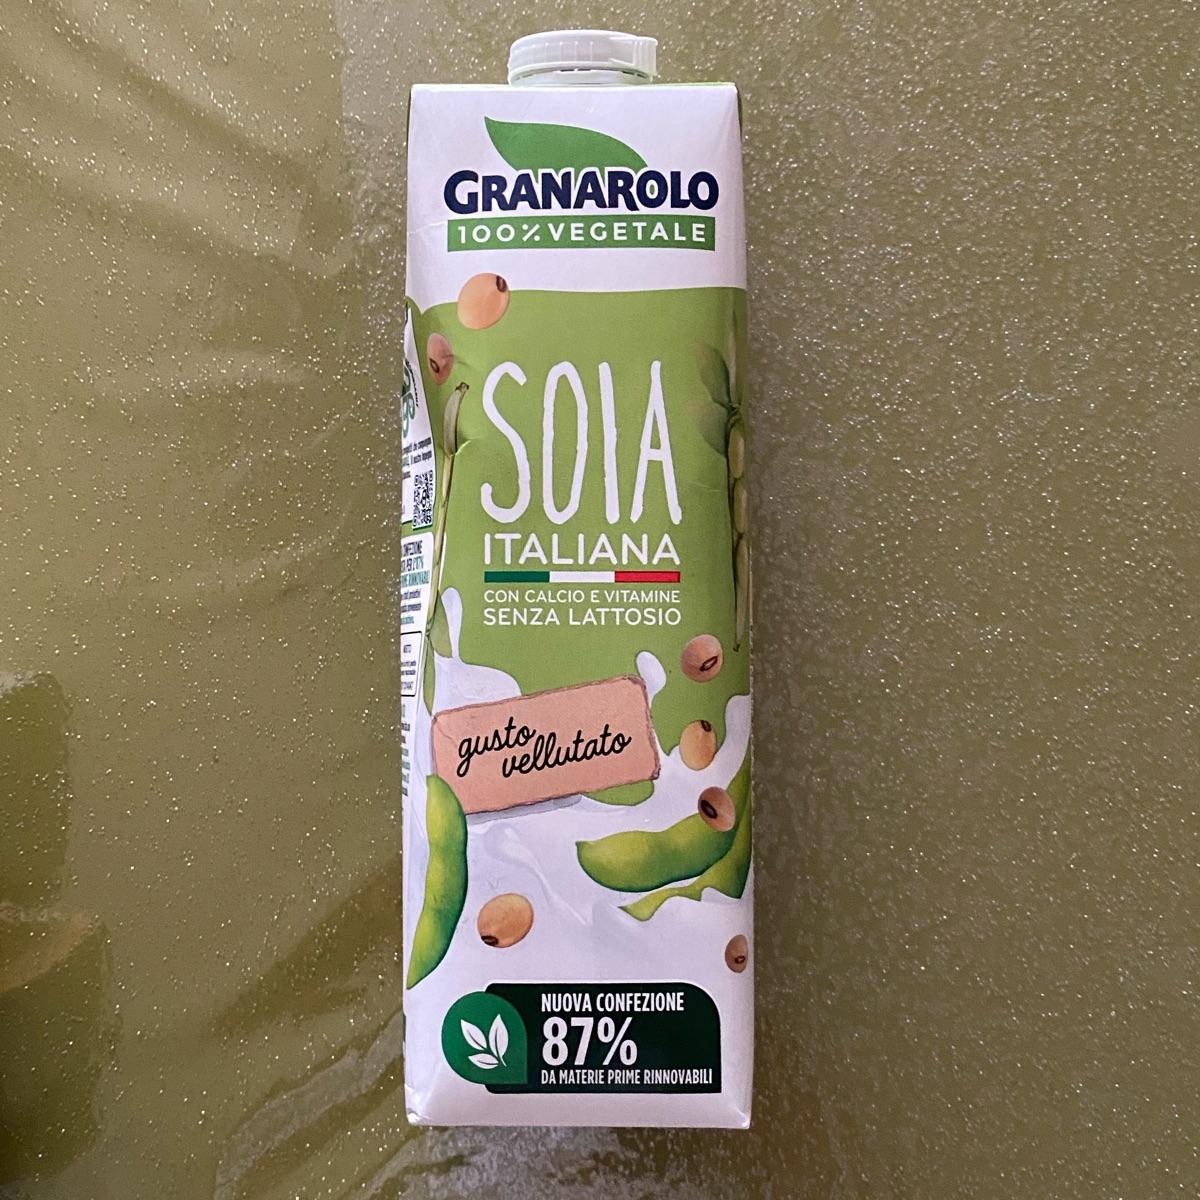 GRANAROLO
100% VEGETALE
SOIA
ITALIANA
CON CALCIO E VITAMINE
SENZA LATTOSIO
gusto
vellutato
NUOVA CONFEZIONE
87%
DA MATERIE PRIME RINNOVABILI